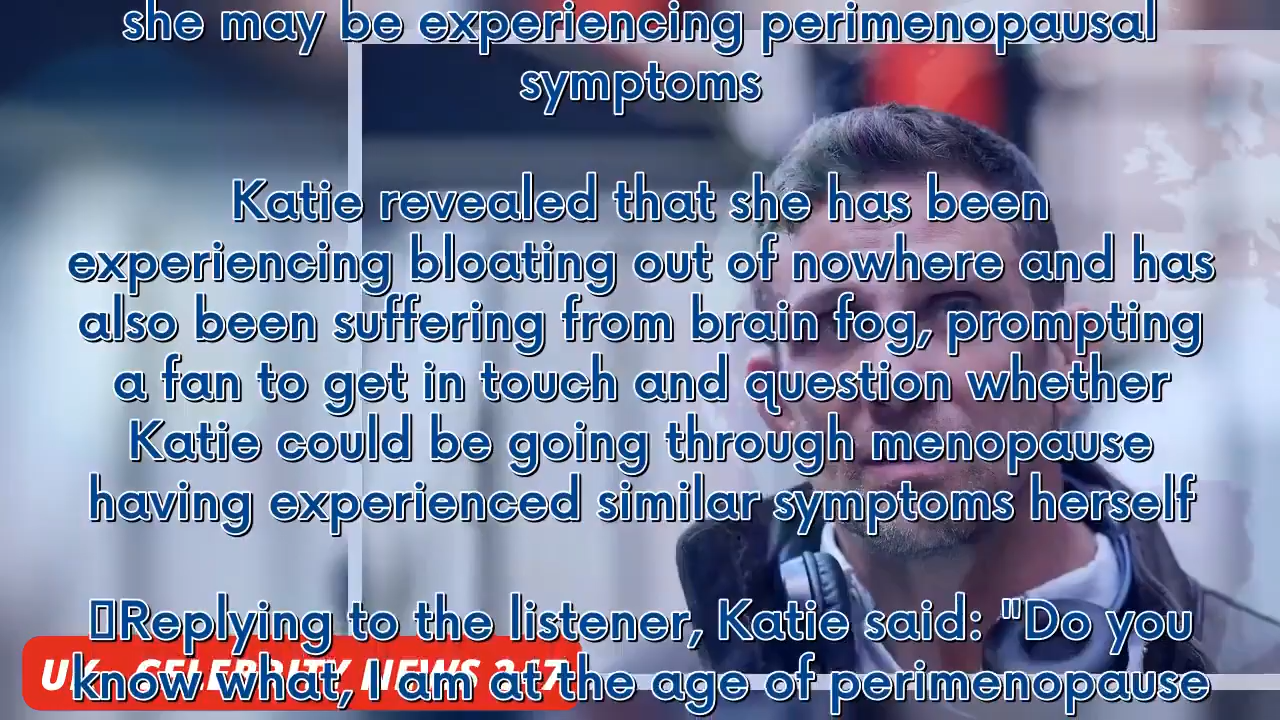 she may be experiencing perimenopausal
symptoms
Katie revealed that she has been
experiencing bloating out of nowhere and has
also been suffering from brain fog, prompting
a fan to get in touch and question whether
Katie could be going through menopause
having experienced similar symptoms herself
Replying to the listener, Katie said: "Do you
know what, I am at the age of perimenopause
CELEBRITY NEWS